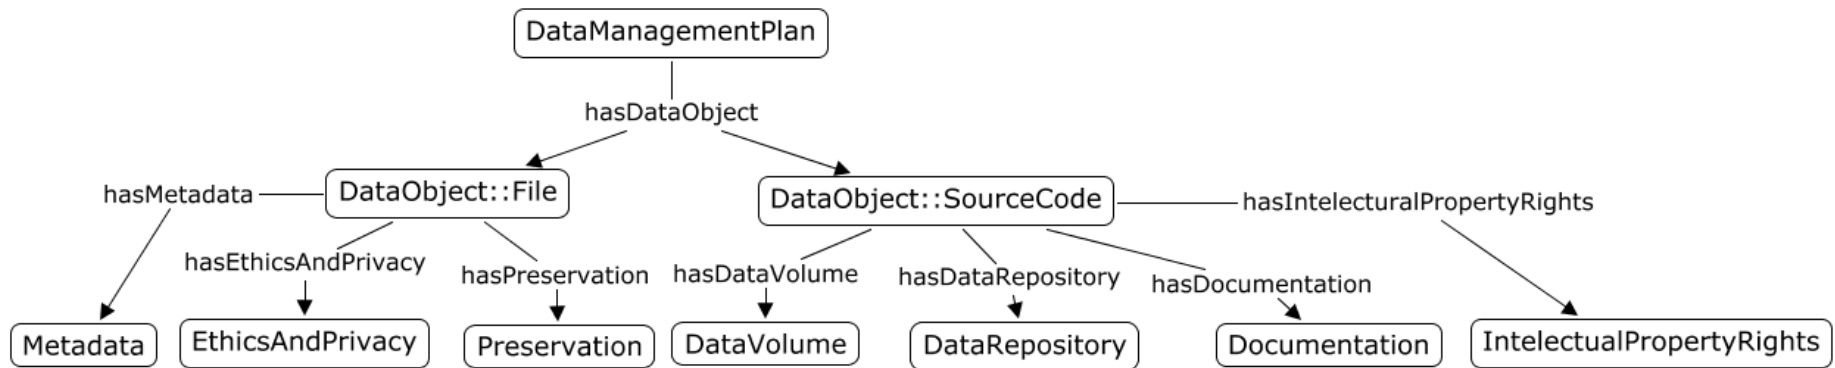 DataManagementPlan
hasDataObject
hasMetadata
DataObject::File
DataObject::SourceCode
hasIntelecturalPropertyRights
hasEthicsAndPrivacy
hasPreservation
hasDataVolume
hasDataRepository
hasDocumentation
Metadata
EthicsAndPrivacy
Preservation
DataVolume
DataRepository
Documentation
IntelectualPropertyRights